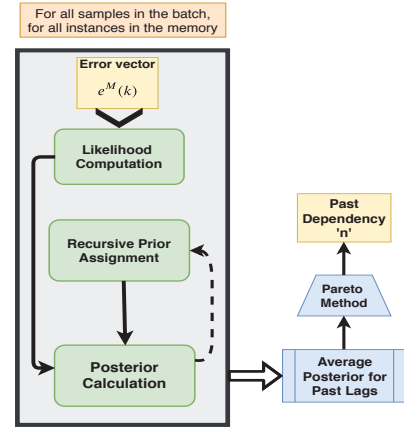 For all samples in the batch,
for all instances in the memory
Error vector
e^M(k)
Likelihood
Computation
Recursive Prior
Assignment
Posterior
Calculation
Past
Dependency
'n'
Pareto
Method
Average
Posterior for
Past Lags